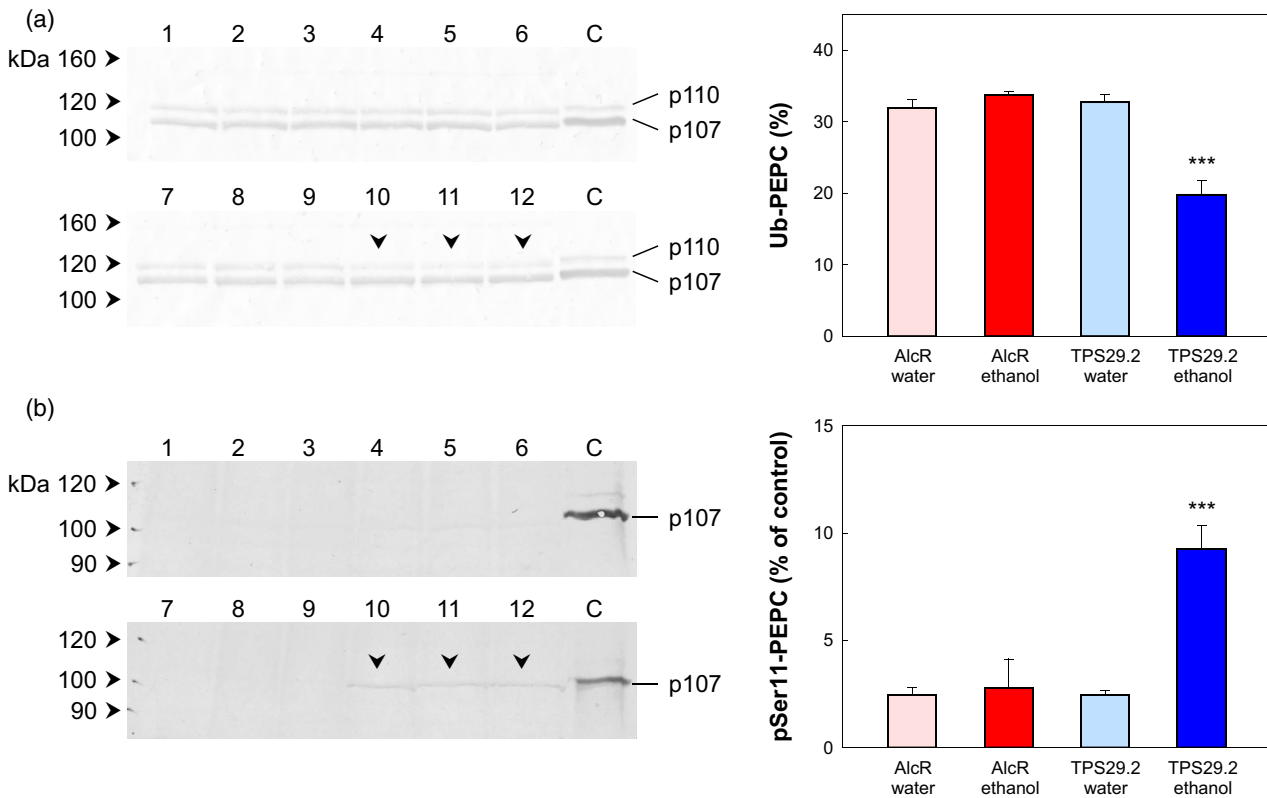 (a)
1 2 3 4 5 6 C
kDa 160
120
100
p110
p107
7 8 9 10 11 12 C
160
120
100
p110
p107
Ub-PEPC (%)
40
30
20
10
0
***
AlcR water
AlcR ethanol
TPS29.2 water
TPS29.2 ethanol
(b)
1 2 3 4 5 6 C
kDa 120
100
90
p107
7 8 9 10 11 12 C
120
100
90
p107
pSer11-PEPC (% of control)
15
10
5
0
***
AlcR water
AlcR ethanol
TPS29.2 water
TPS29.2 ethanol